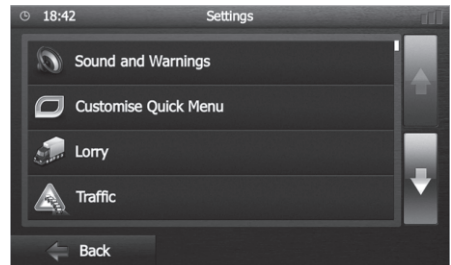 18:42 Settings
Sound and Warnings
Customise Quick Menu
Lorry
Traffic
Back